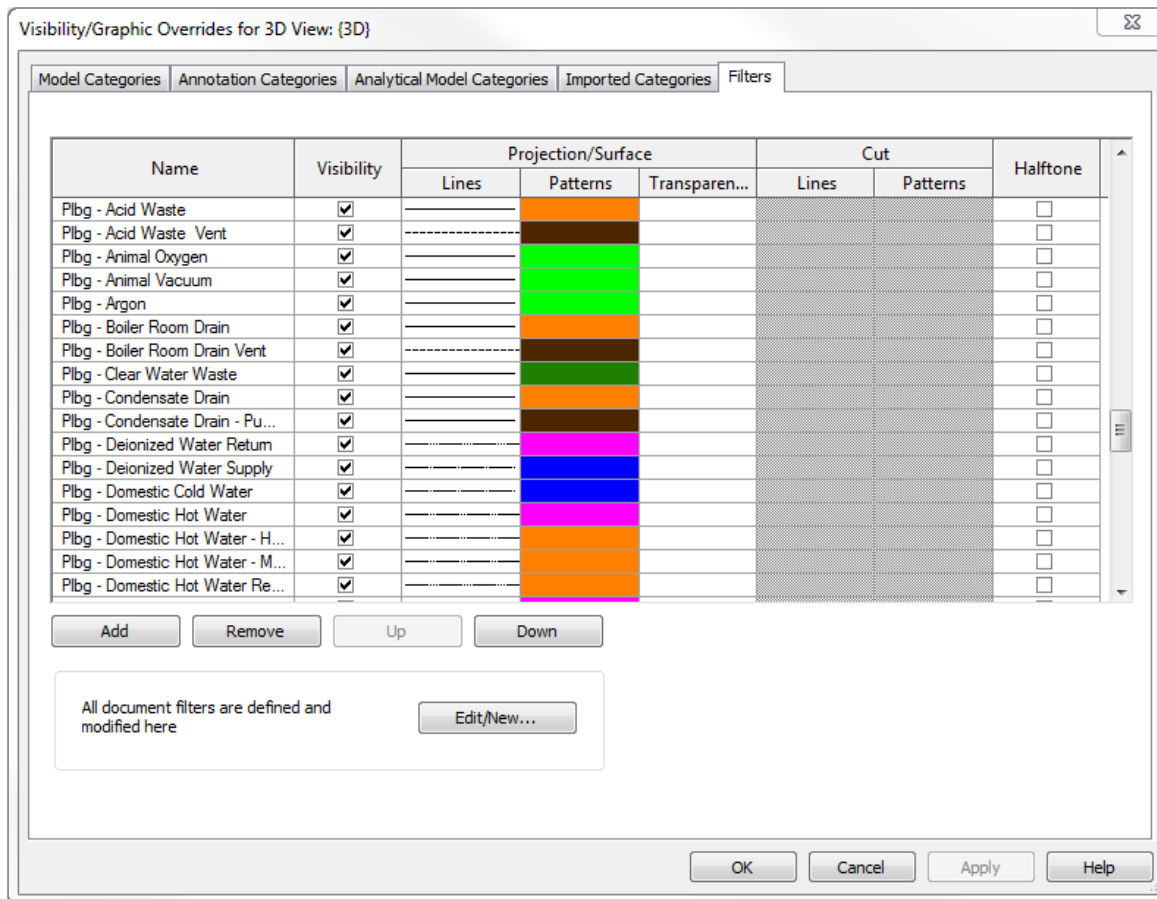 Visibility/Graphic Overrides for 3D View: {3D}
Model Categories Annotation Categories Analytical Model Categories Imported Categories Filters
Name Visibility Projection/Surface Cut Halftone
Lines Patterns Transparen... Lines Patterns
Plbg - Acid Waste
Plbg - Acid Waste Vent
Plbg - Animal Oxygen
Plbg - Animal Vacuum
Plbg - Argon
Plbg - Boiler Room Drain
Plbg - Boiler Room Drain Vent
Plbg - Clear Water Waste
Plbg - Condensate Drain
Plbg - Condensate Drain - Pu...
Plbg - Deionized Water Return
Plbg - Deionized Water Supply
Plbg - Domestic Cold Water
Plbg - Domestic Hot Water
Plbg - Domestic Hot Water - H...
Plbg - Domestic Hot Water - M...
Plbg - Domestic Hot Water Re...
Add Remove Up Down
All document filters are defined and
modified here
Edit/New...
OK Cancel Apply Help